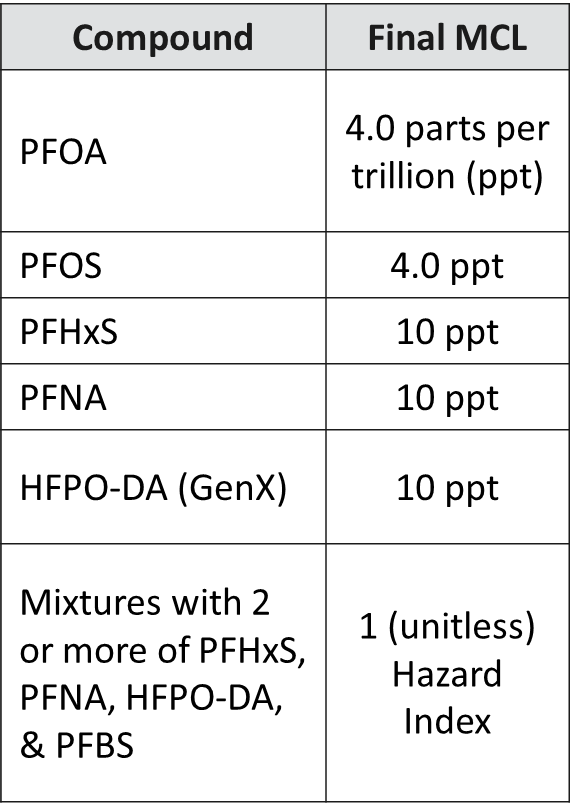 Compound
Final MCL
PFOA
4.0 parts per
trillion (ppt)
PFOS
4.0 ppt
PFHxS
10 ppt
PFNA
10 ppt
HFPO-DA (GenX)
10 ppt
Mixtures with 2
or more of PFHxS,
PFNA, HFPO-DA,
& PFBS
1 (unitless)
Hazard
Index